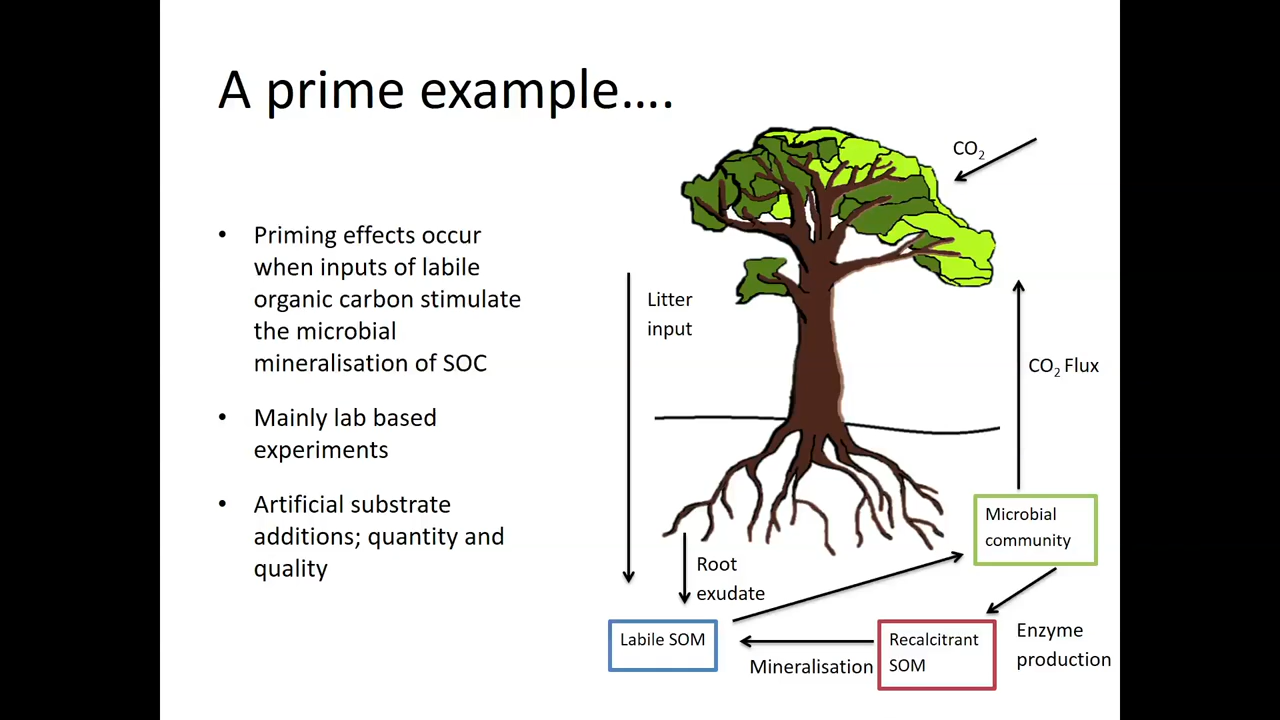 A prime example....
• Priming effects occur
when inputs of labile
organic carbon stimulate
the microbial
mineralisation of SOC
• Mainly lab based
experiments
• Artificial substrate
additions; quantity and
quality
CO2
Litter
input
CO2 Flux
Microbial
community
Root
exudate
Labile SOM
Mineralisation
Recalcitrant
SOM
Enzyme
production